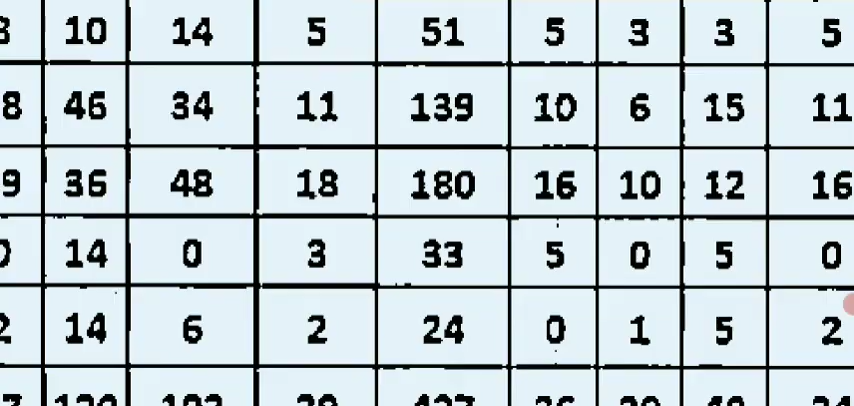 10 14 5 51 5 3 3 5
8 46 34 11 139 10 6 15 11
9 36 48 18 180 16 10 12 16
14 0 3 33 5 0 5 0
14 6 2 24 0 1 5 2